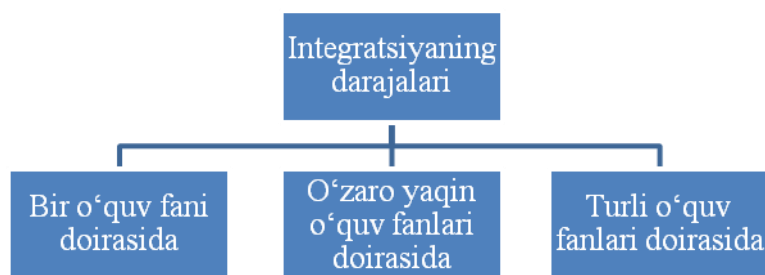 Integratsiyaning
darajalari
Bir o‘quv fani
doirasida
O‘zaro yaqin
o‘quv fanlari
doirasida
Turli o‘quv
fanlari doirasida